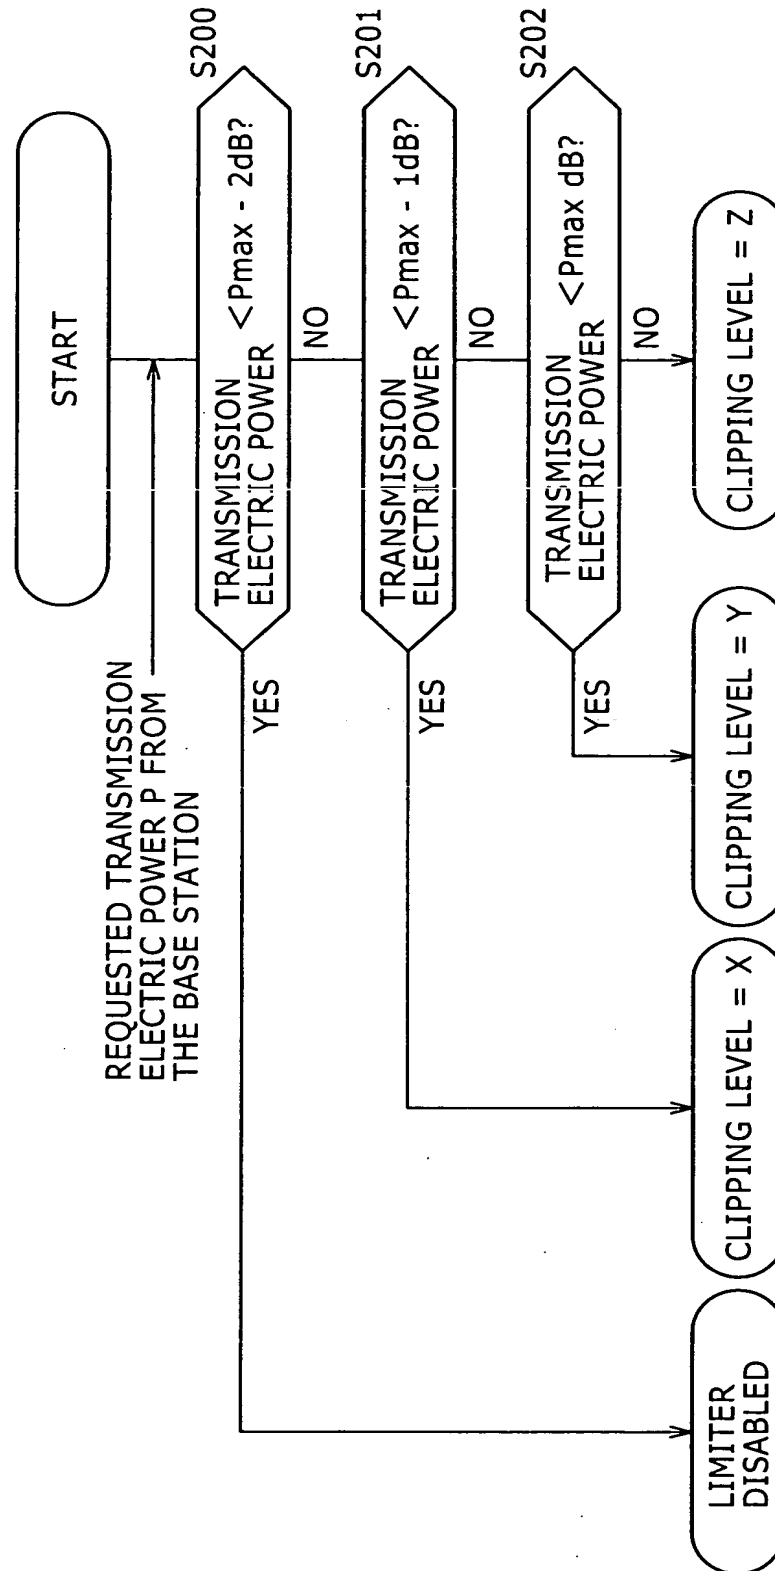 START
REQUESTED TRANSMISSION
ELECTRIC POWER P FROM
THE BASE STATION
S200
TRANSMISSION
ELECTRIC POWER <Pmax - 2dB?
YES
NO
S201
TRANSMISSION
ELECTRIC POWER <Pmax - 1dB?
YES
NO
S202
TRANSMISSION
ELECTRIC POWER <Pmax dB?
YES
NO
LIMITER
DISABLED
CLIPPING LEVEL = X
CLIPPING LEVEL = Y
CLIPPING LEVEL = Z